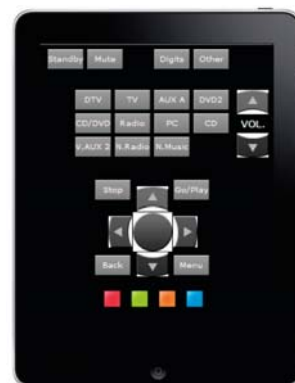 Standby Mute Digits Other
DTV TV AUX A DVD2
CD/DVD Radio PC CD VOL.
V.AUX 2 N.Radio N.Music
Stop Go/Play
Back Menu